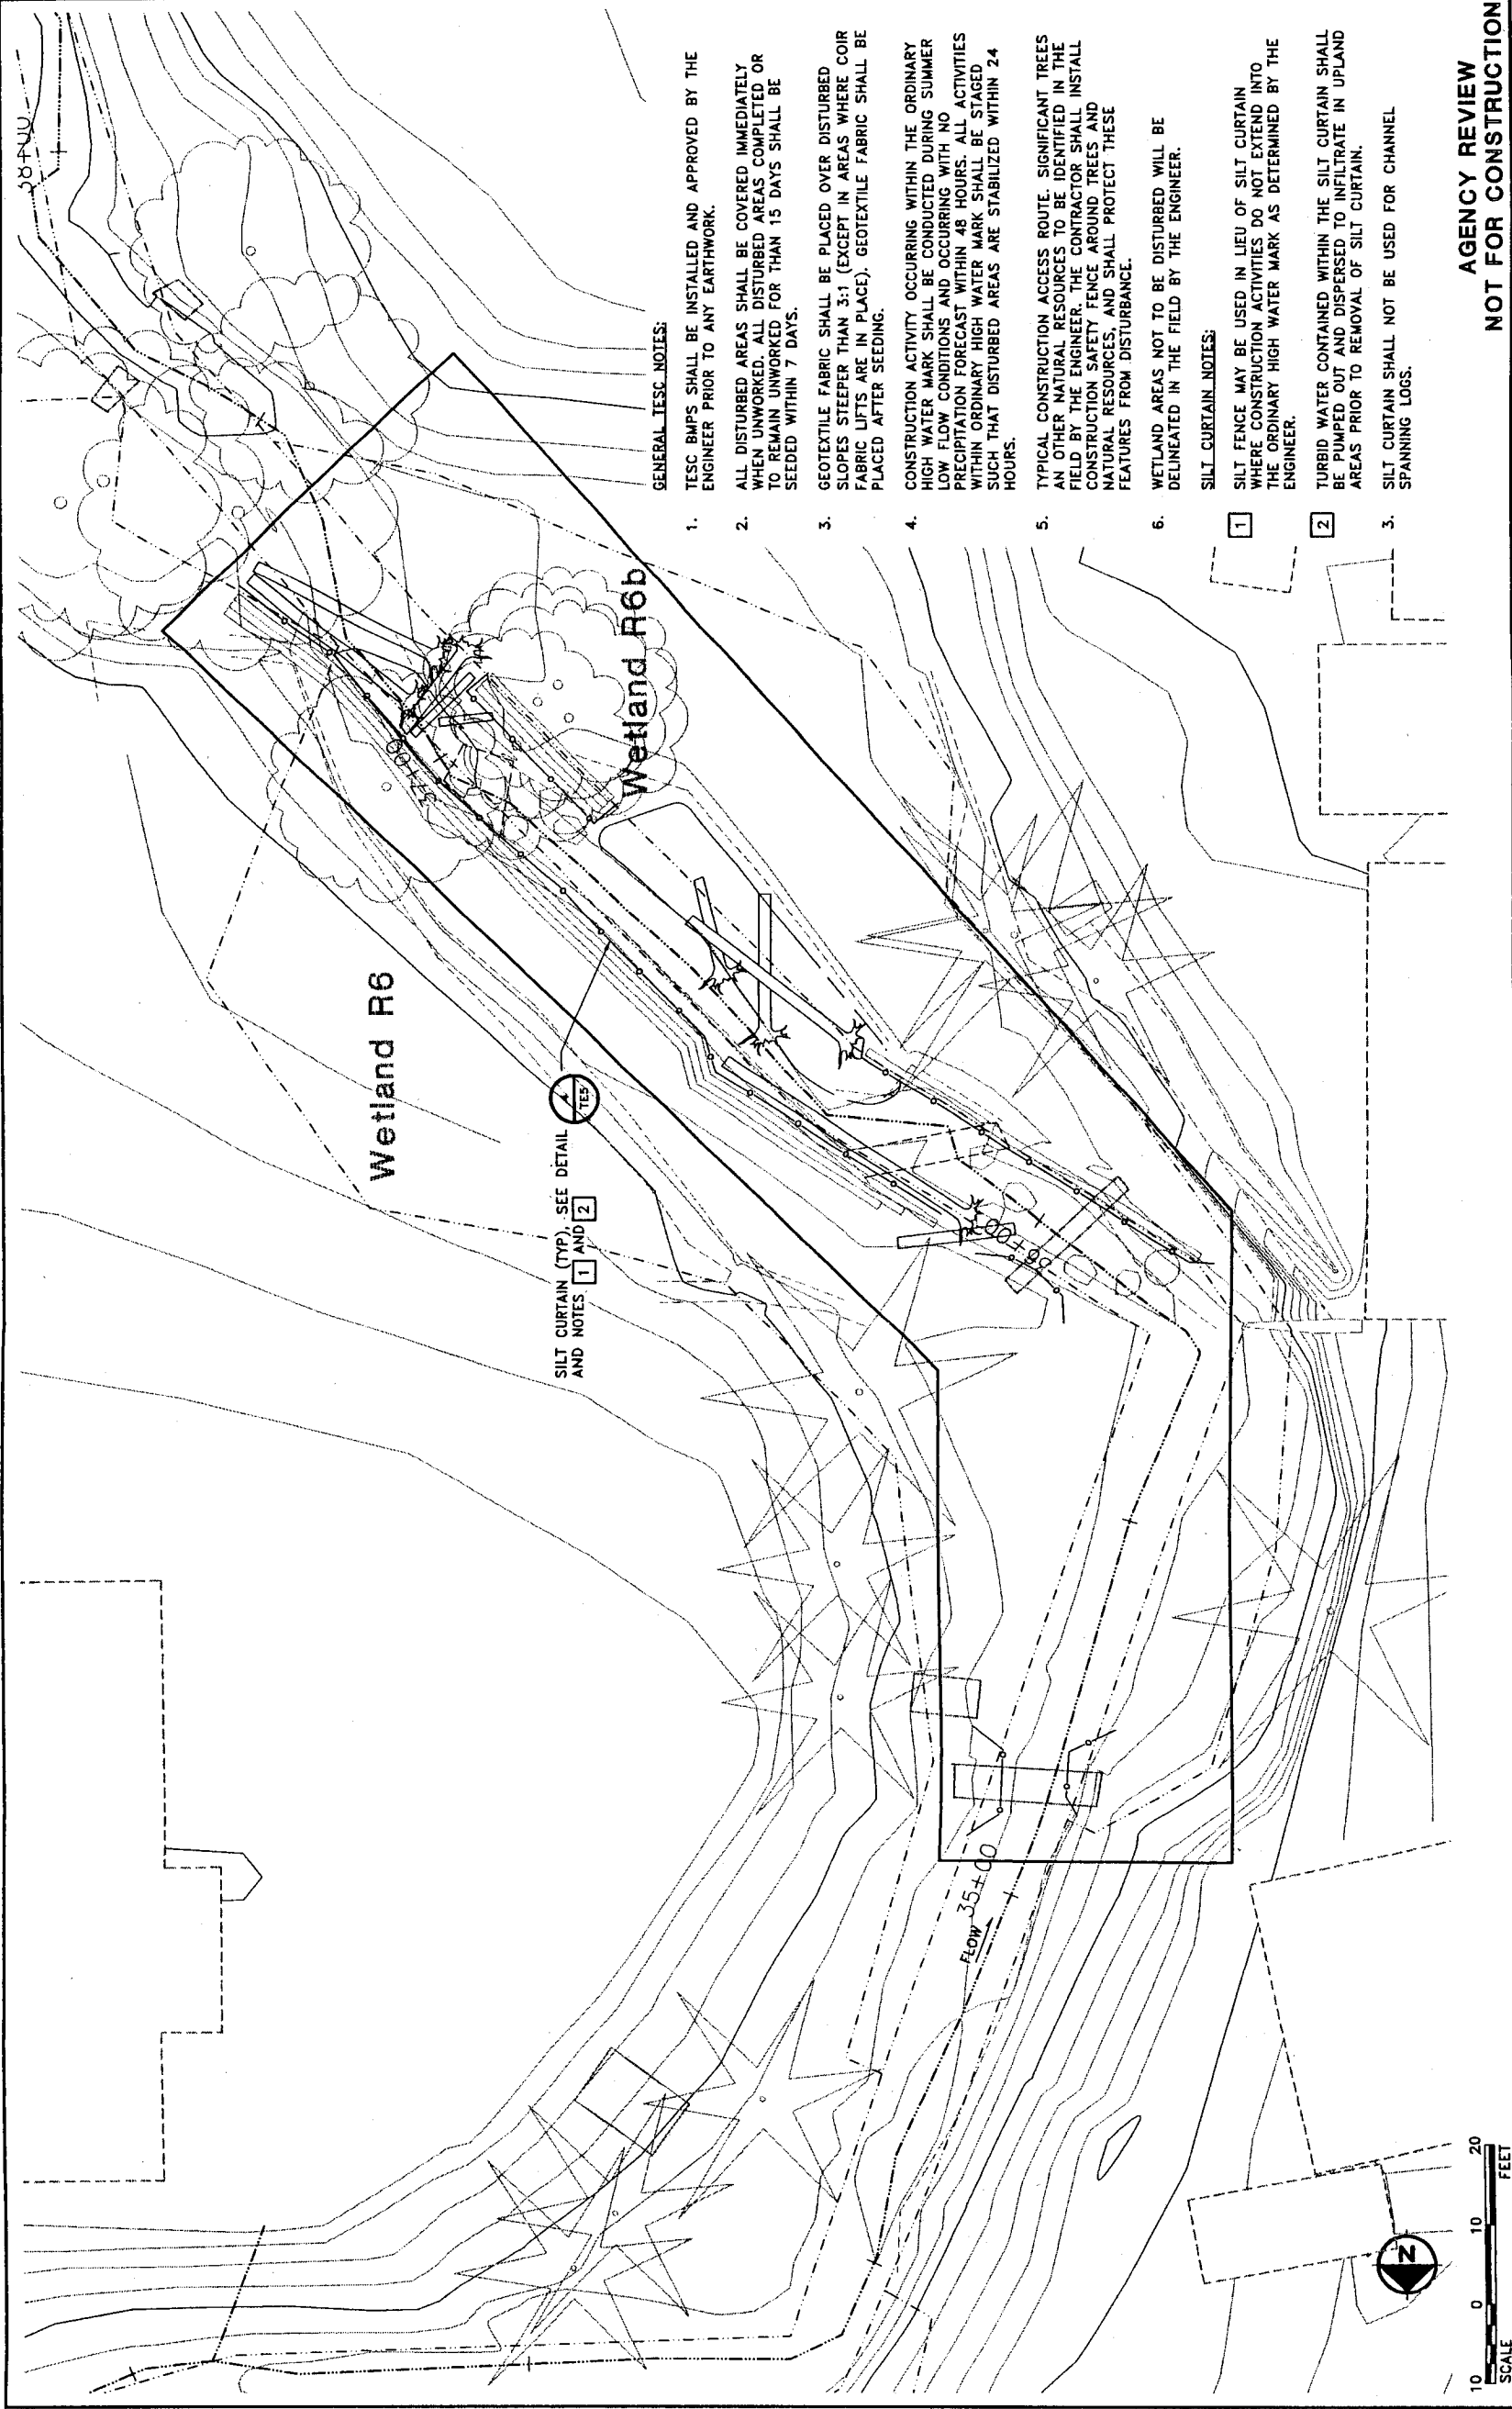 38+00
GENERAL TESC NOTES:
1. TESC BMPS SHALL BE INSTALLED AND APPROVED BY THE
ENGINEER PRIOR TO ANY EARTHWORK.
2. ALL DISTURBED AREAS SHALL BE COVERED IMMEDIATELY
WHEN UNWORKED. ALL DISTURBED AREAS COMPLETED OR
TO REMAIN UNWORKED FOR THAN 15 DAYS SHALL BE
SEEDED WITHIN 7 DAYS.
3. GEOTEXTILE FABRIC SHALL BE PLACED OVER DISTURBED
SLOPES STEEPER THAN 3:1 (EXCEPT IN AREAS WHERE COIR
FABRIC LIFTS ARE IN PLACE). GEOTEXTILE FABRIC SHALL BE
PLACED AFTER SEEDING.
4. CONSTRUCTION ACTIVITY OCCURRING WITHIN THE ORDINARY
HIGH WATER MARK SHALL BE CONDUCTED DURING SUMMER
LOW FLOW CONDITIONS AND OCCURRING WITH NO
PRECIPITATION FORECAST WITHIN 48 HOURS. ALL ACTIVITIES
WITHIN ORDINARY HIGH WATER MARK SHALL BE STAGED
SUCH THAT DISTURBED AREAS ARE STABILIZED WITHIN 24
HOURS.
5. TYPICAL CONSTRUCTION ACCESS ROUTE. SIGNIFICANT TREES
AN OTHER NATURAL RESOURCES TO BE IDENTIFIED IN THE
FIELD BY THE ENGINEER. THE CONTRACTOR SHALL INSTALL
CONSTRUCTION SAFETY FENCE AROUND TREES AND
NATURAL RESOURCES, AND SHALL PROTECT THESE
FEATURES FROM DISTURBANCE.
6. WETLAND AREAS NOT TO BE DISTURBED WILL BE
DELINEATED IN THE FIELD BY THE ENGINEER.
SILT CURTAIN NOTES:
1 SILT FENCE MAY BE USED IN LIEU OF SILT CURTAIN
WHERE CONSTRUCTION ACTIVITIES DO NOT EXTEND INTO
THE ORDINARY HIGH WATER MARK AS DETERMINED BY THE
ENGINEER.
2 TURBID WATER CONTAINED WITHIN THE SILT CURTAIN SHALL
BE PUMPED OUT AND DISPERSED TO INFILTRATE IN UPLAND
AREAS PRIOR TO REMOVAL OF SILT CURTAIN.
3. SILT CURTAIN SHALL NOT BE USED FOR CHANNEL
SPANNING LOGS.
Wetland R6
Wetland R6b
SILT CURTAIN (TYP), SEE DETAIL
AND NOTES 1 AND 2
TE5
35+00
FLOW
N
10 0 10 20
SCALE FEET
AGENCY REVIEW
NOT FOR CONSTRUCTION